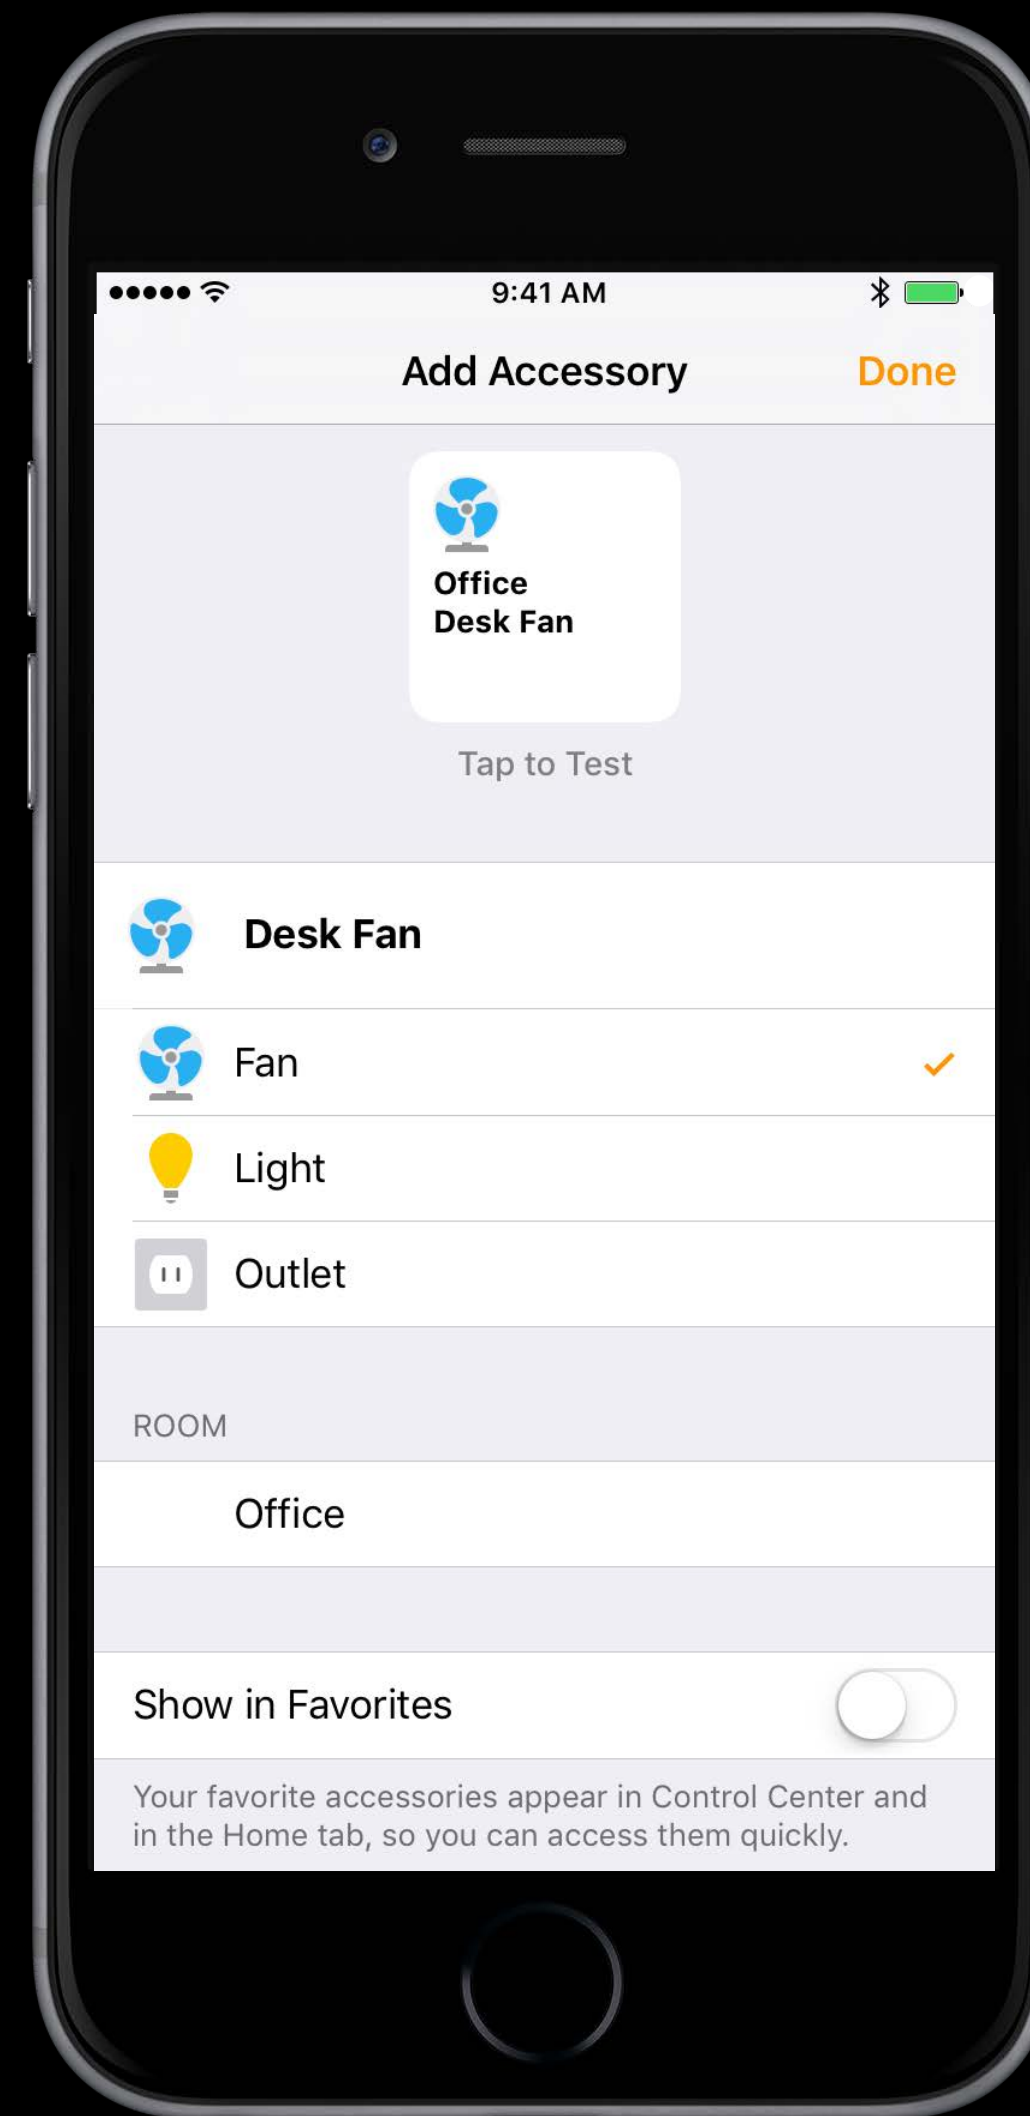 9:41 AM
Add Accessory
Done
Office
Desk Fan
Tap to Test
Desk Fan
Fan
Light
Outlet
ROOM
Office
Show in Favorites
Your favorite accessories appear in Control Center and
in the Home tab, so you can access them quickly.